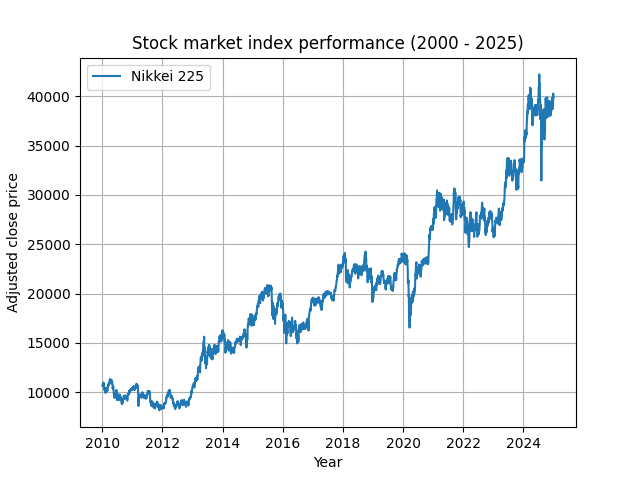 Stock market index performance (2000 - 2025)
Nikkei 225
Adjusted close price
40000
35000
30000
25000
20000
15000
10000
2010 2012 2014 2016 2018 2020 2022 2024
Year